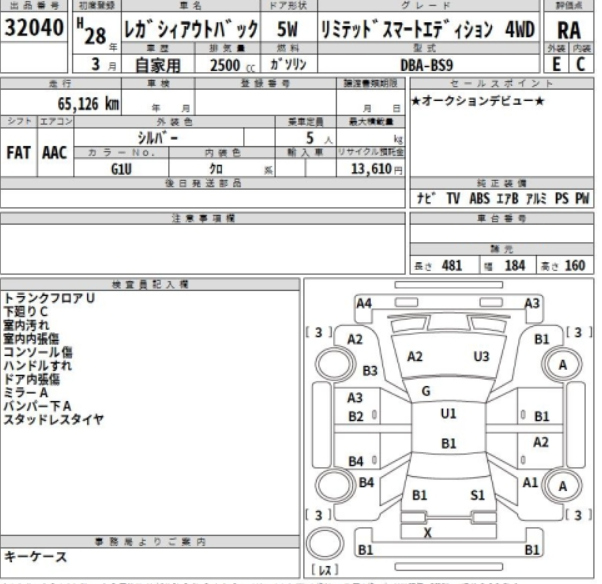 出品番号 初度登録 車名 ドア形状 グレード 評価点
32040 H 28 年 レガシィアウトバック 5W リミテッドスマートエディション 4WD RA
車歴 排気量 燃料 型式 外装 内装
3 月 自家用 2500 cc ガソリン DBA-BS9 E C
走行 車検 登録番号 譲渡書類期限 セールスポイント
65,126 km 年 月 月 日 ★オークションデビュー★
シフト エアコン 外装色 乗車定員 最大積載量
FAT AAC シルバー 5 人 kg
カラーNo. 内装色 輸入車 リサイクル預託金
G1U クロ 系 13,610 円
後日発送部品 純正装備
ナビ TV ABS エアB アルミ PS PW
注意事項欄 車台番号
諸元
長さ 481 幅 184 高さ 160
検査員記入欄
トランクフロアU
下廻りC
室内汚れ
室内内張傷
コンソール傷
ハンドルすれ
ドア内張傷
ミラーA
バンパー下A
スタッドレスタイヤ
事務局よりご案内
キーケース
A4 A3
[ 3 ] [ 3 ]
A2 B1
A2 U3 A
B3
G
A3
U1
B2 B1
B1 A2
B4
B4 A1 A
B1 S1
[ 3 ] [ 3 ]
X
B1 B1
[レス]